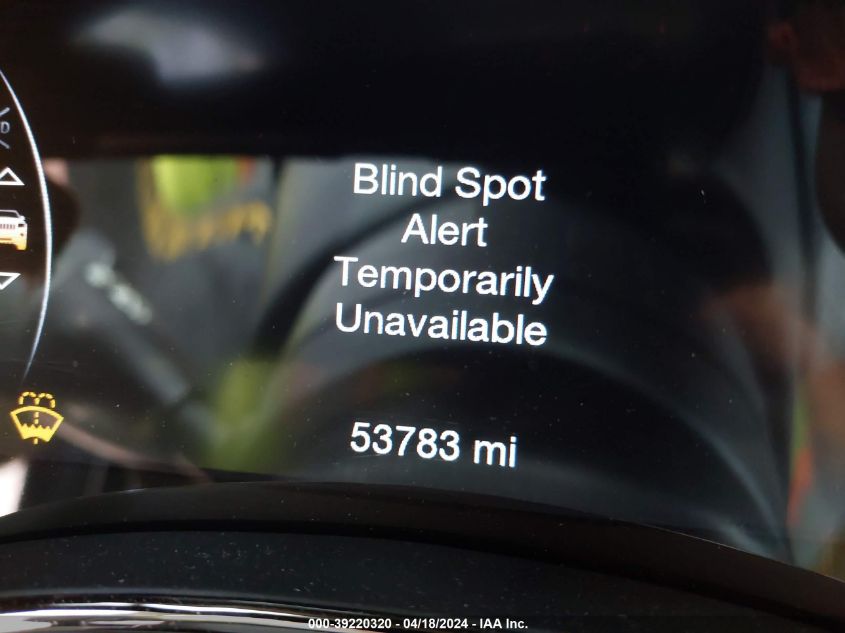 Blind Spot
Alert
Temporarily
Unavailable
53783 mi
000-39220320 - 04/18/2024 - IAA Inc.